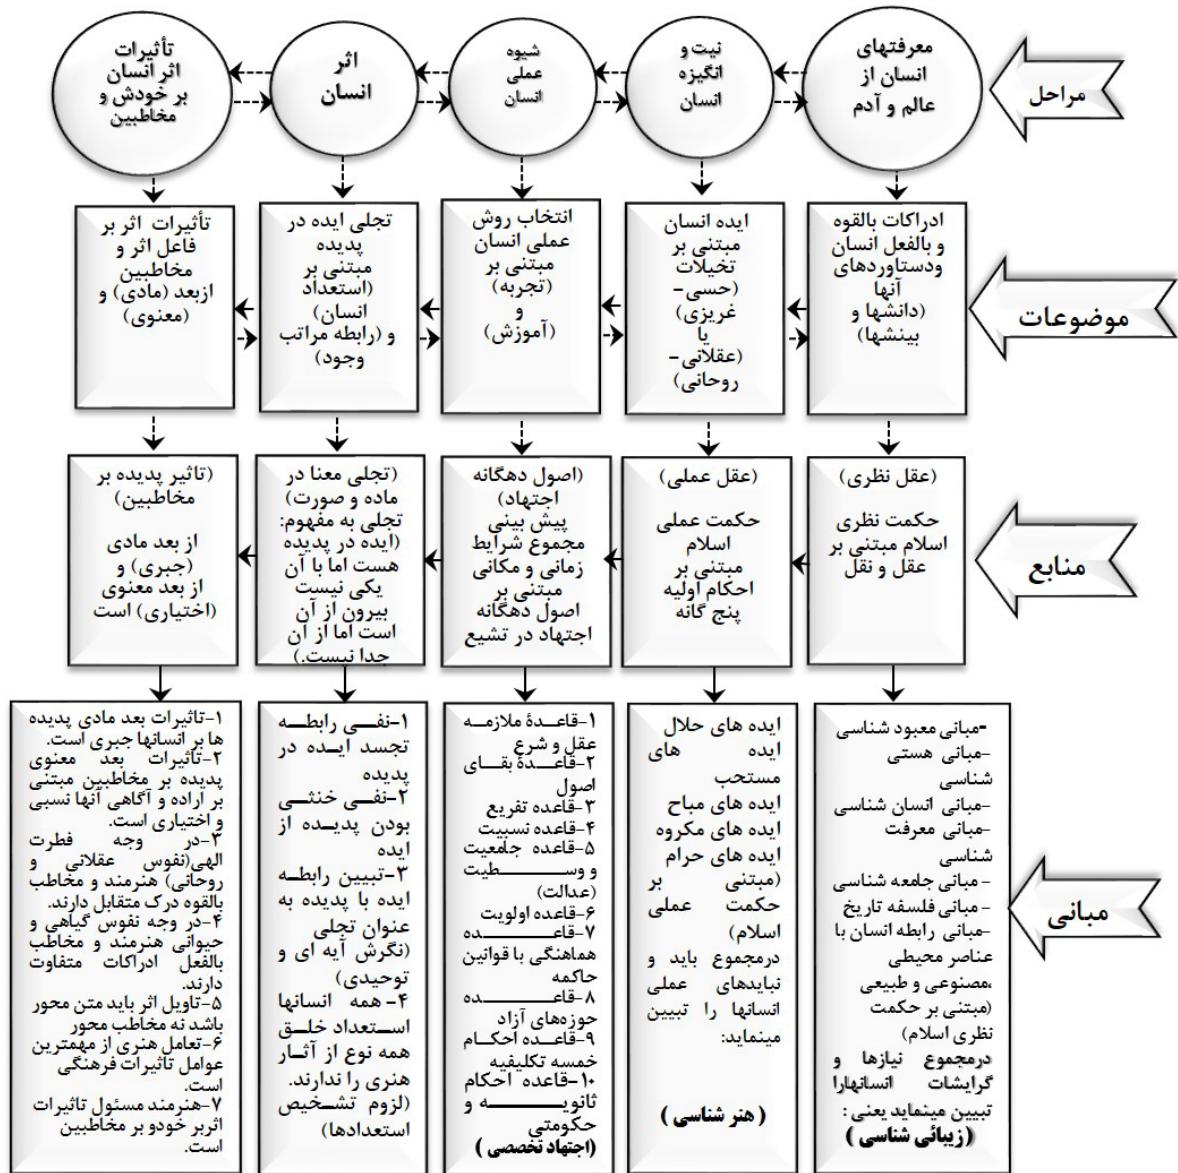 مراحل
معرفتهای
انسان از
عالم و آدم
نیت و
انگیزه
انسان
شیوه
عملی
انسان
اثر
انسان
تأثیرات
اثر انسان
بر خودش و
مخاطبین
موضوعات
ادراکات بالقوه
و بالفعل انسان
ودستاوردهای
آنها
(دانشها و
بینشها)
ایده انسان
مبتنی بر
تخیلات
(حسی-
غریزی)
یا
(عقلانی-
روحانی)
انتخاب روش
عملی انسان
مبتنی بر
(تجربه)
و
(آموزش)
تجلی ایده در
پدیده
مبتنی بر
(استعداد
انسان)
و (رابطه مراتب
وجود)
تأثیرات اثر بر
فاعل اثر و
مخاطبین
ازبعد (مادی) و
(معنوی)
منابع
(عقل نظری)
حکمت نظری
اسلام مبتنی بر
عقل و نقل
(عقل عملی)
حکمت عملی
اسلام
مبتنی بر
احکام اولیه
پنج گانه
(اصول دهگانه
اجتهاد)
پیش بینی
مجموع شرایط
زمانی و مکانی
مبتنی بر
اصول دهگانه
اجتهاد در تشیع
(تجلی معنا در
ماده و صورت)
تجلی به مفهوم:
(ایده در پدیده
هست اما با آن
یکی نیست
بیرون از آن
است اما از آن
جدا نیست.)
(تاثیر پدیده بر
مخاطبین)
از بعد مادی
(جبری) و
از بعد معنوی
(اختیاری) است
مبانی
-مبانی معبود شناسی
-مبانی هستی
شناسی
-مبانی انسان شناسی
-مبانی معرفت
شناسی
- مبانی جامعه شناسی
- مبانی فلسفه تاریخ
-مبانی رابطه انسان با
عناصر محیطی
،مصنوعی و طبیعی
(مبتنی بر حکمت
نظری اسلام)
درمجموع نیازها و
گرایشات انسانهارا
تبیین مینماید یعنی:
(زیبائی شناسی)
ایده های حلال
ایده های
مستحب
ایده های مباح
ایده های مکروه
ایده های حرام
(مبتنی بر
حکمت عملی
اسلام)
درمجموع باید و
نبایدهای عملی
انسانها را تبیین
مینماید:
(هنر شناسی)
۱-قاعدهٔ ملازمه
عقل و شرع
۲-قاعدهٔ بقای
اصول
۳-قاعده تفریع
۴-قاعده نسبیت
۵-قاعده جامعیت
و وسطیت
(عدالت)
۶-قاعده اولویت
۷-قاعده
هماهنگی با قوانین
حاکمه
۸-قاعده
حوزه‌های آزاد
۹-قاعده احکام
خمسه تکلیفیه
۱۰-قاعده احکام
ثانویه و
حکومتی
(اجتهاد تخصصی)
۱-نفی رابطه
تجسد ایده در
پدیده
۲-نفی خنثی
بودن پدیده از
ایده
۳-تبیین رابطه
ایده با پدیده به
عنوان تجلی
(نگرش آیه ای و
توحیدی)
۴- همه انسانها
استعداد خلق
همه نوع از آثار
هنری را ندارند.
(لزوم تشخیص
استعدادها)
۱-تاثیرات بعد مادی پدیده
ها بر انسانها جبری است.
۲-تاثیرات بعد معنوی
پدیده بر مخاطبین مبتنی
بر اراده و آگاهی آنها نسبی
و اختیاری است.
۳-در وجه فطرت
الهی(نفوس عقلانی و
روحانی) هنرمند و مخاطب
بالقوه درک متقابل دارند.
۴-در وجه نفوس گیاهی و
حیوانی هنرمند و مخاطب
بالفعل ادراکات متفاوت
دارند.
۵-تاویل اثر باید متن محور
باشد نه مخاطب محور
۶-تعامل هنری از مهمترین
عوامل تاثیرات فرهنگی
است.
۷-هنرمند مسئول تاثیرات
اثربر خودو بر مخاطبین
است.